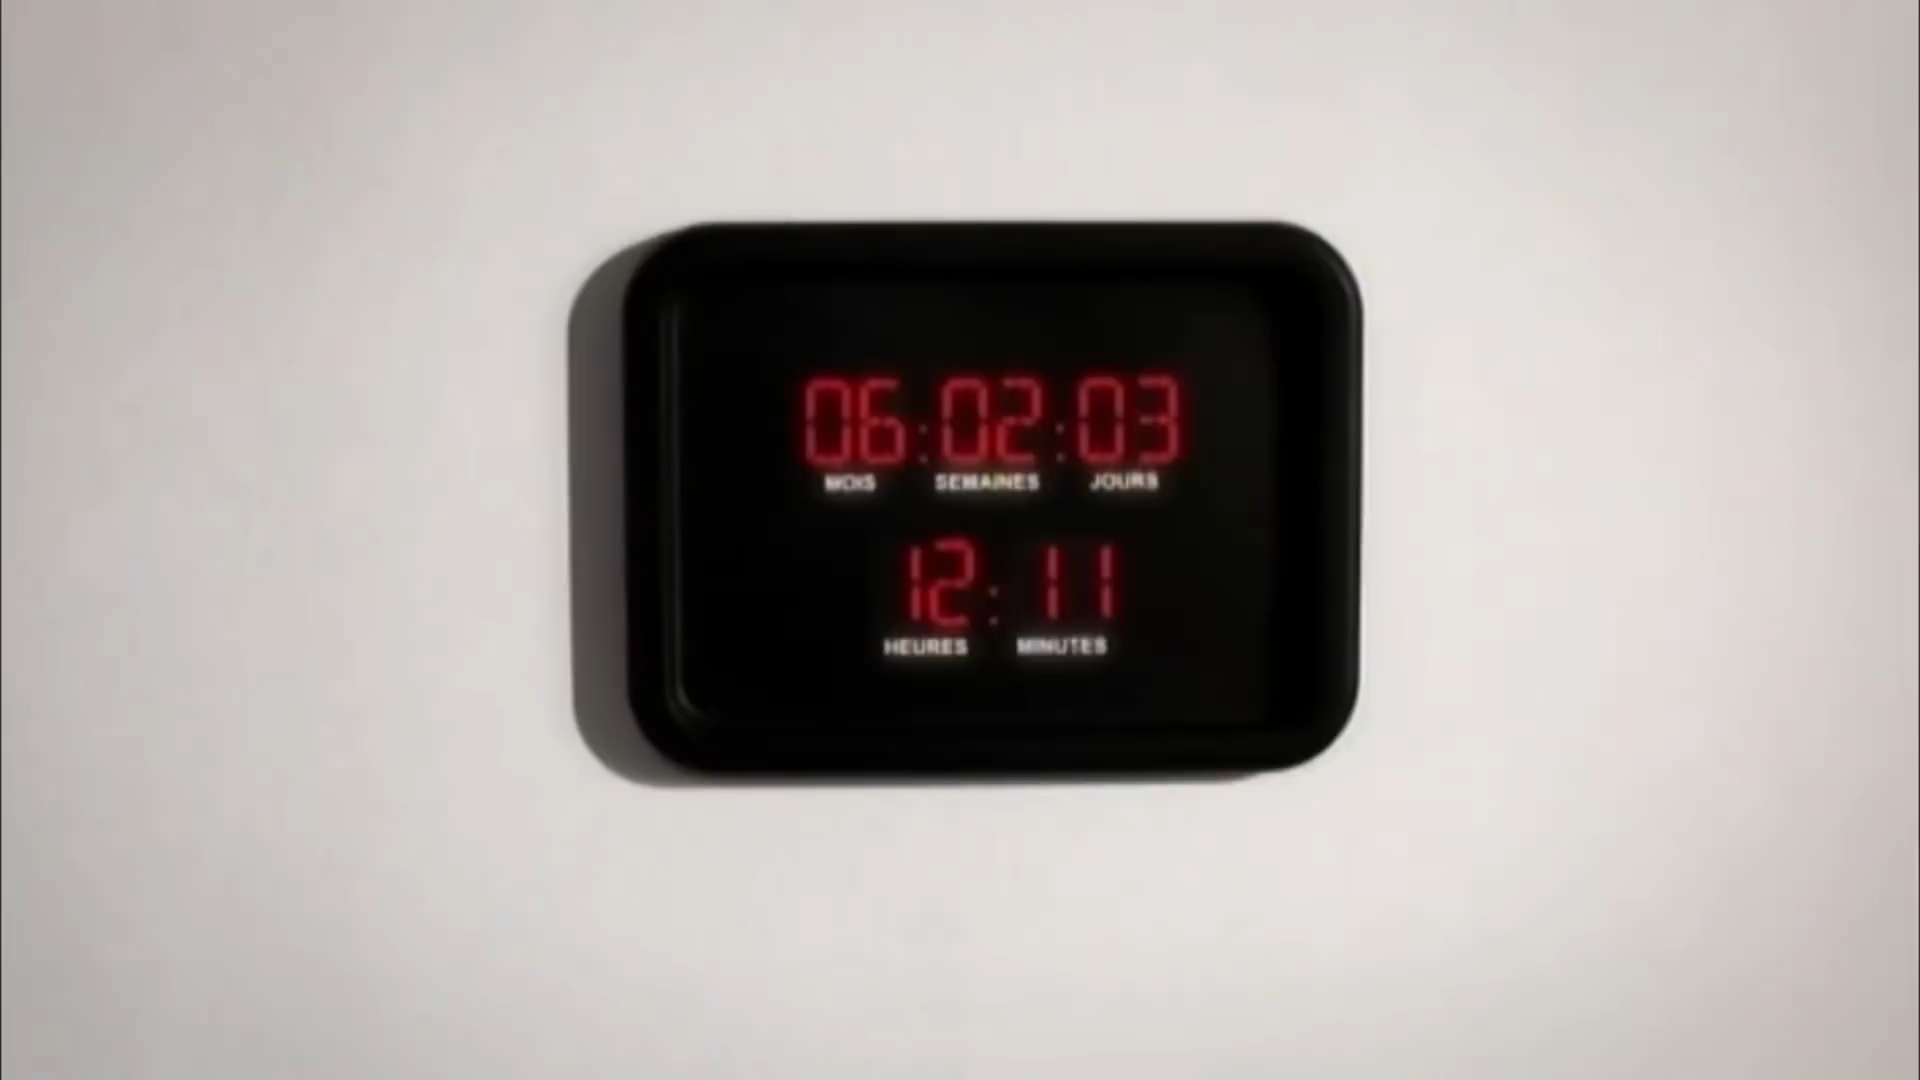 06:02:03
MOIS SEMAINES JOURS
12:11
HEURES MINUTES